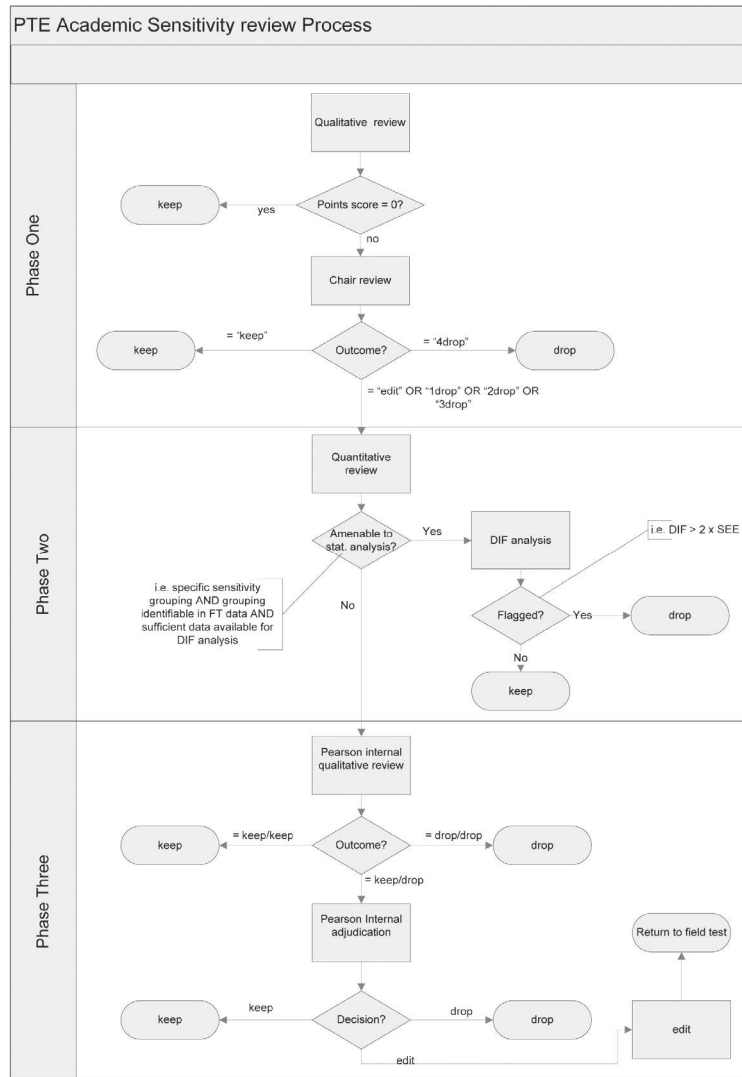 PTE Academic Sensitivity review Process
Phase One
Qualitative review
Points score = 0?
yes
keep
no
Chair review
Outcome?
= “keep”
keep
= “4drop”
drop
= “edit” OR “1drop” OR “2drop” OR
“3drop”
Phase Two
Quantitative
review
Amenable to
stat. analysis?
Yes
DIF analysis
i.e. DIF > 2 x SEE
i.e. specific sensitivity
grouping AND grouping
identifiable in FT data AND
sufficient data available for
DIF analysis
No
Flagged?
Yes
drop
No
keep
Phase Three
Pearson internal
qualitative review
Outcome?
= keep/keep
keep
= drop/drop
drop
= keep/drop
Pearson Internal
adjudication
Return to field test
Decision?
keep
keep
drop
drop
edit
edit